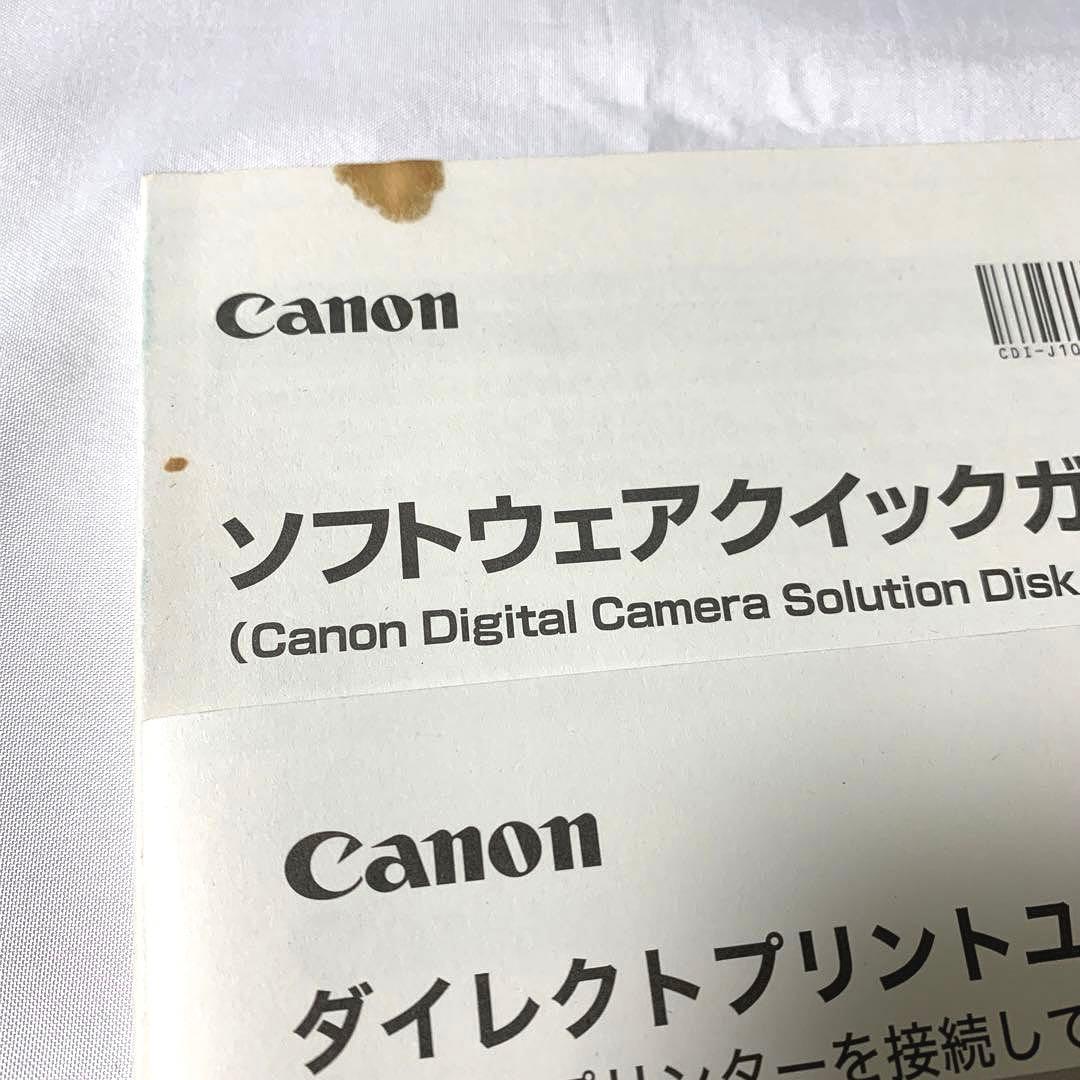 Canon
CDI-J10
ソフトウェアクイックガ
(Canon Digital Camera Solution Disk
Canon
ダイレクトプリントユ
プリンターを接続して